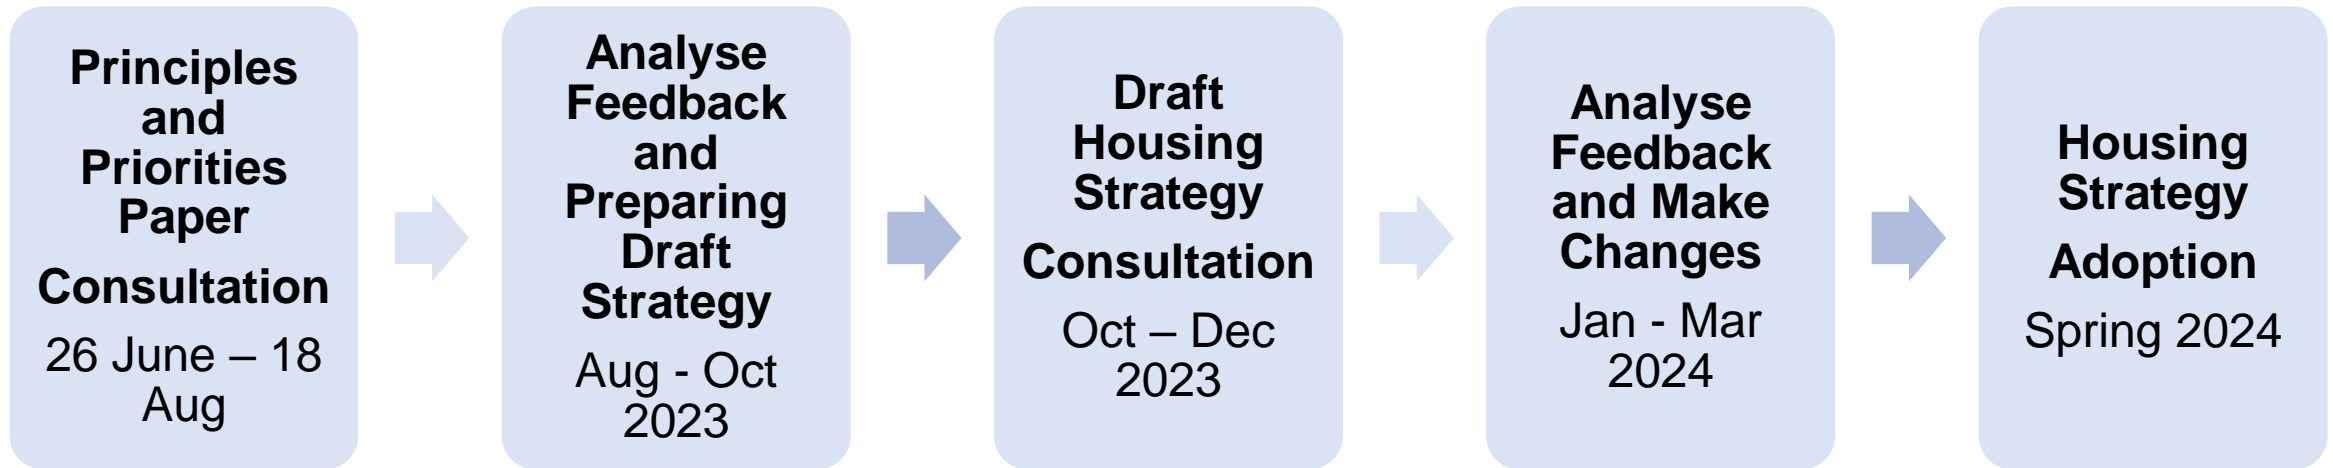 Principles
and
Priorities
Paper
Consultation
26 June – 18
Aug
Analyse
Feedback
and
Preparing
Draft
Strategy
Aug - Oct
2023
Draft
Housing
Strategy
Consultation
Oct – Dec
2023
Analyse
Feedback
and Make
Changes
Jan - Mar
2024
Housing
Strategy
Adoption
Spring 2024